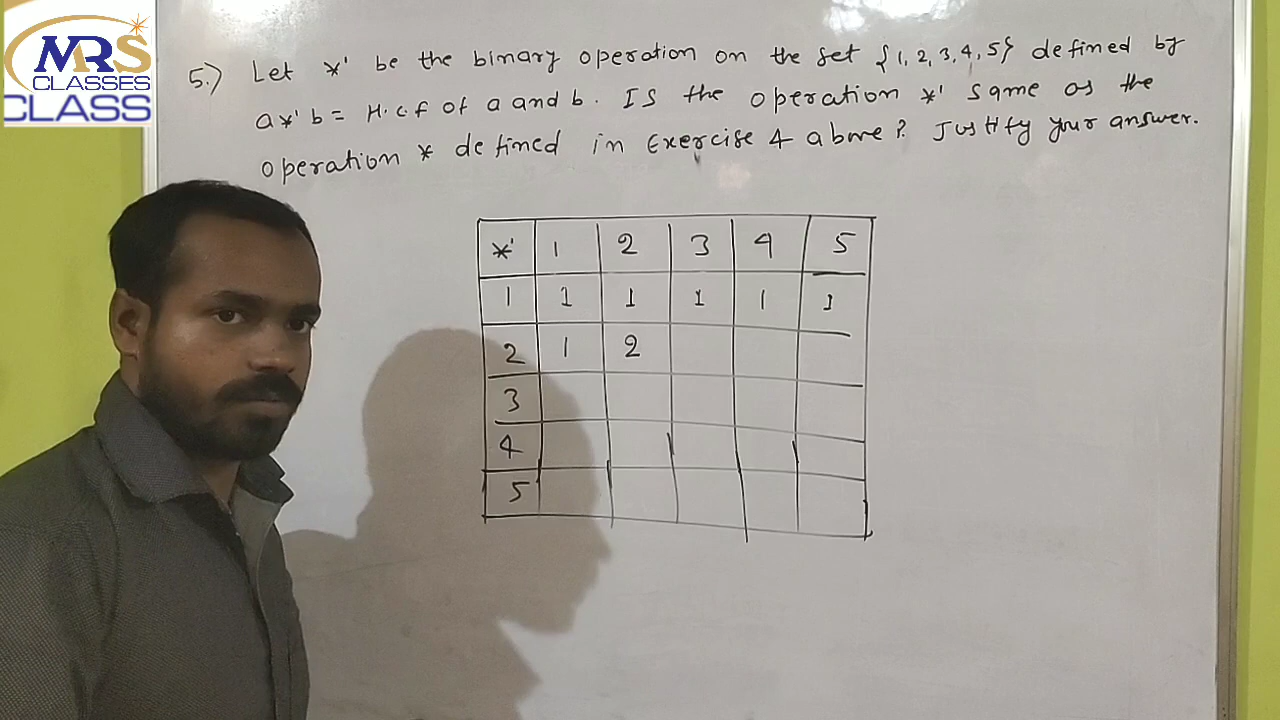 MRS
CLASSES
CLASS
5.) Let *' be the binary operation on the set {1, 2, 3, 4, 5} defined by
a *' b = H.C.f of a and b. Is the operation *' same as the
operation * defined in Exercise 4 above? Justify your answer.
*' 1 2 3 4 5
1 1 1 1 1 1
2 1 2
3
4
5